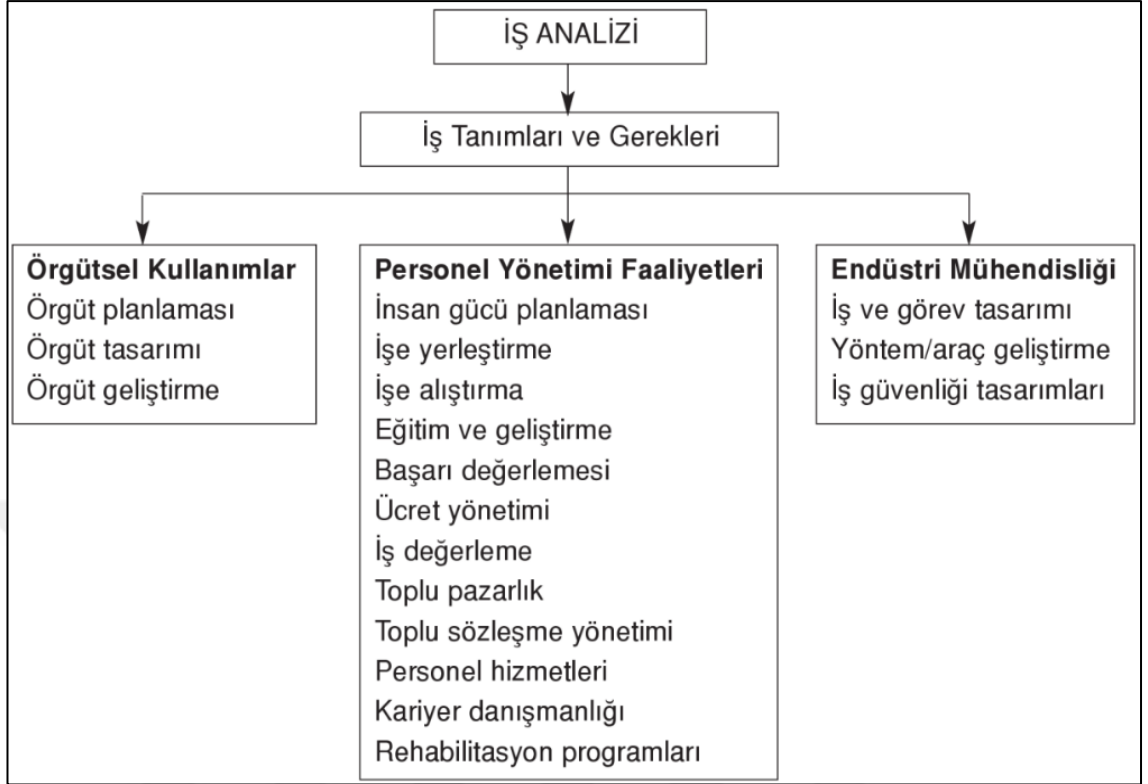 İŞ ANALİZİ
İş Tanımları ve Gerekleri
Örgütsel Kullanımlar
Örgüt planlaması
Örgüt tasarımı
Örgüt geliştirme
Personel Yönetimi Faaliyetleri
İnsan gücü planlaması
İşe yerleştirme
İşe alıştırma
Eğitim ve geliştirme
Başarı değerlemesi
Ücret yönetimi
İş değerleme
Toplu pazarlık
Toplu sözleşme yönetimi
Personel hizmetleri
Kariyer danışmanlığı
Rehabilitasyon programları
Endüstri Mühendisliği
İş ve görev tasarımı
Yöntem/araç geliştirme
İş güvenliği tasarımları